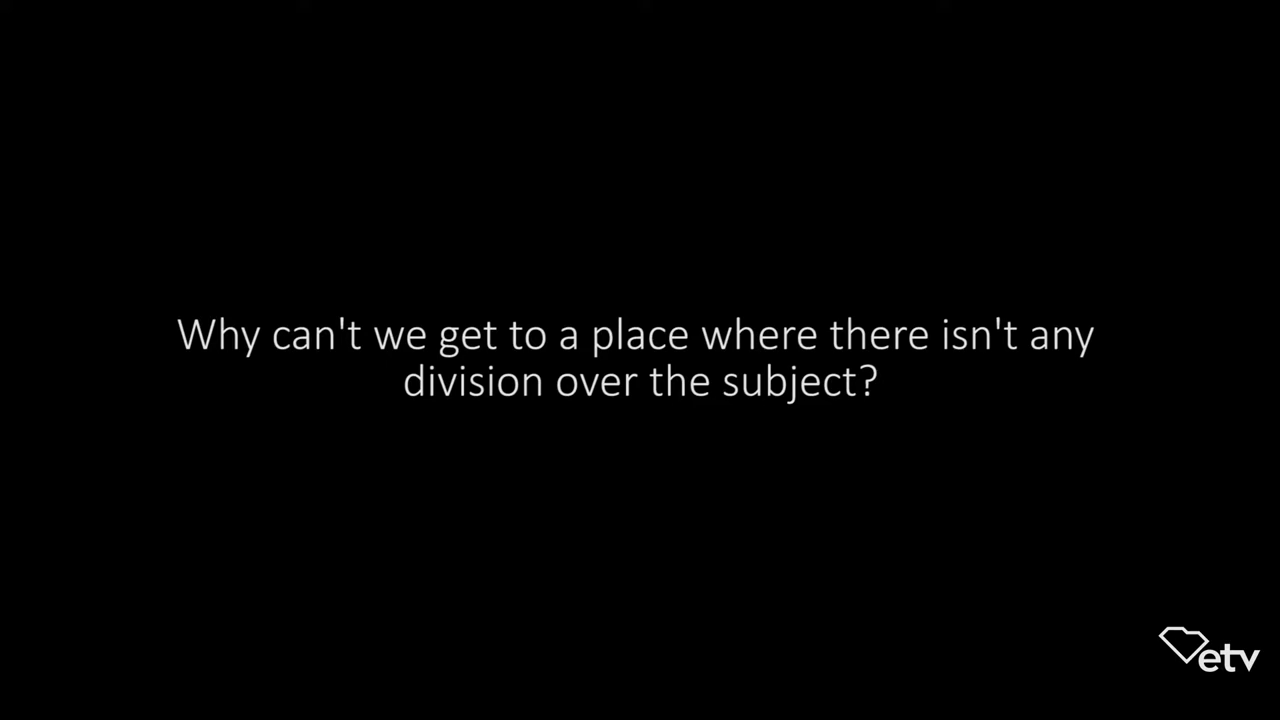 Why can't we get to a place where there isn't any
division over the subject?
etv